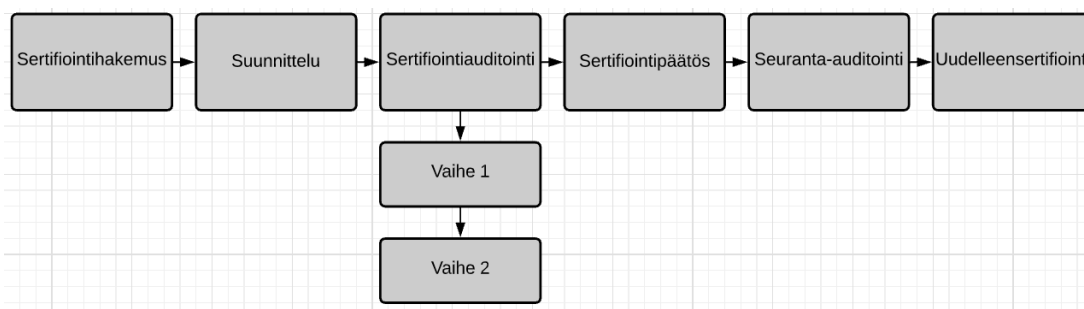 Sertifiointihakemus
Suunnittelu
Sertifiointiauditointi
Sertifiointipäätös
Seuranta-auditointi
Uudelleensertifioint
Vaihe 1
Vaihe 2